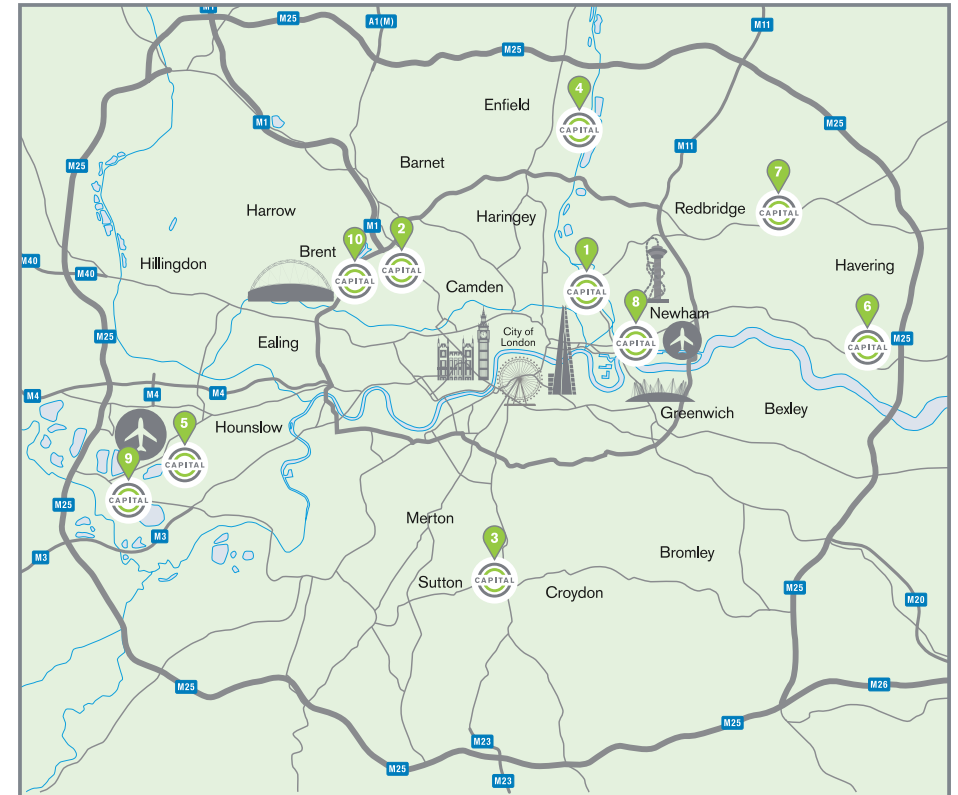 M1
M25
A1(M)
M11
M25
4
Enfield
CAPITAL
M1
M25
M11
Barnet
M25
7
Redbridge
CAPITAL
Harrow
Haringey
M1
2
10
Brent
CAPITAL
CAPITAL
1
CAPITAL
M40
M40
Hillingdon
Camden
Havering
8
Newham
CAPITAL
6
CAPITAL
M25
M25
Ealing
City of
London
M4
M4
M4
M4
Greenwich
Bexley
Hounslow
5
CAPITAL
9
CAPITAL
M25
M3
M3
Merton
3
CAPITAL
Sutton
Croydon
Bromley
M25
M20
M25
M26
M25
M23
M25
M23